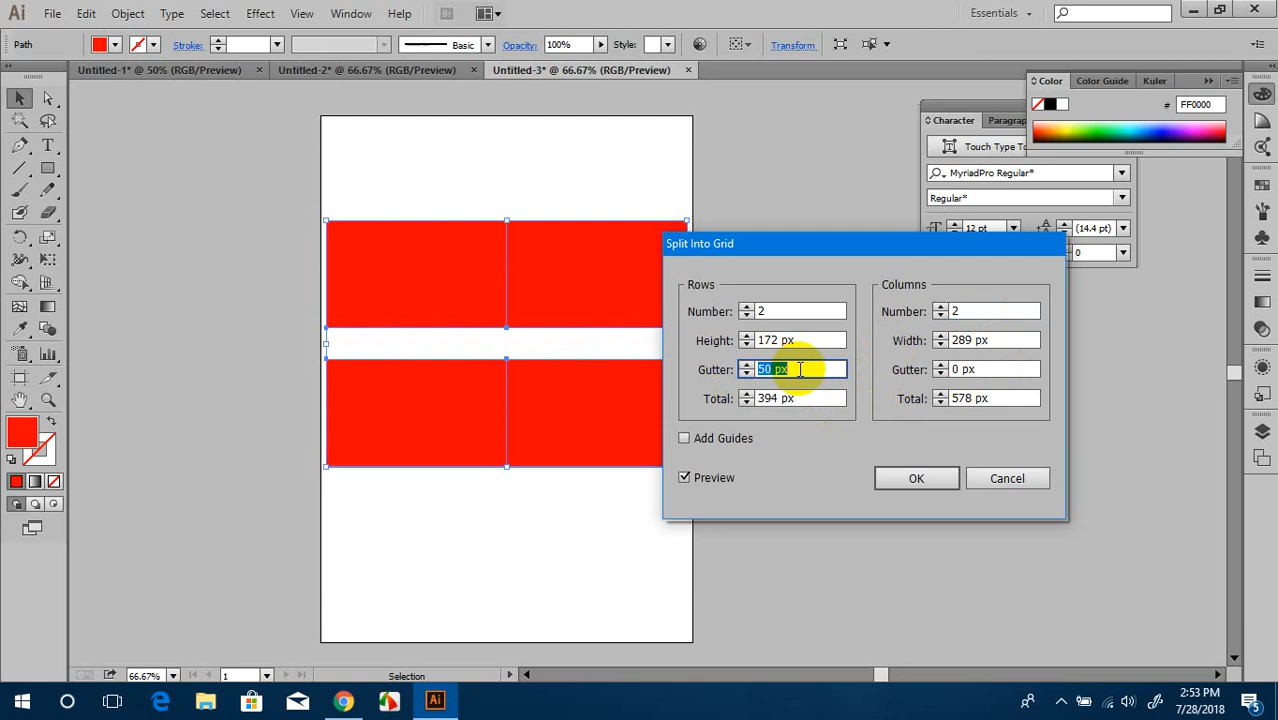 Ai File Edit Object Type Select Effect View Window Help Br Essentials
Path Stroke: Basic Opacity: 100% Style: Transform
Untitled-1* @ 50% (RGB/Preview) × Untitled-2* @ 66.67% (RGB/Preview) × Untitled-3* @ 66.67% (RGB/Preview) ×
Color Color Guide Kuler
# FF0000
Character Paragra
Touch Type To
MyriadPro Regular*
Regular*
12 pt (14.4 pt)
0
Split Into Grid
Rows Columns
Number: 2 Number: 2
Height: 172 px Width: 289 px
Gutter: 50 px Gutter: 0 px
Total: 394 px Total: 578 px
Add Guides
Preview OK Cancel
66.67% 1 Selection
2:53 PM
7/28/2018
5